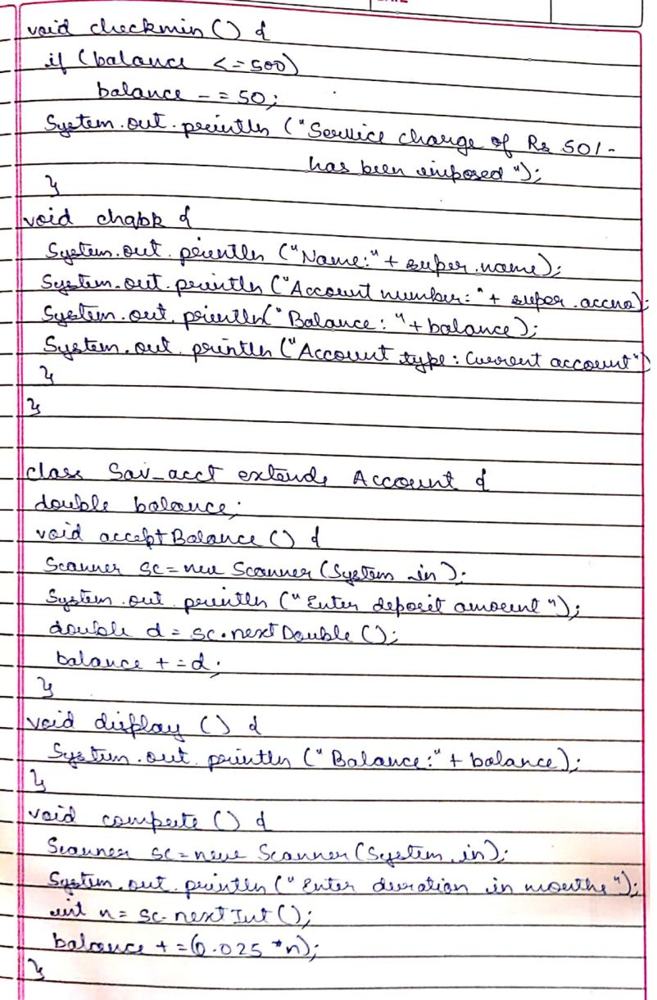 void checkmin () {
if (balance <= 500)
balance -= 50;
System.out.println ("Service charge of Rs 50/-
has been imposed");
}
void chqbk {
System.out.println ("Name:" + super.name);
System.out.println ("Account number:" + super.accno);
System.out.println ("Balance: " + balance);
System.out.println ("Account type: Current account")
}
}
class Sav_acct extends Account {
double balance;
void acceptBalance () {
Scanner sc = new Scanner (System.in);
System.out.println ("Enter deposit amount");
double d = sc.nextDouble ();
balance += d;
}
void display () {
System.out.println ("Balance:" + balance);
}
void compute () {
Scanner sc = new Scanner (System.in);
System.out.println ("Enter duration in months");
int n = sc.nextInt ();
balance += (0.025 * n);
}